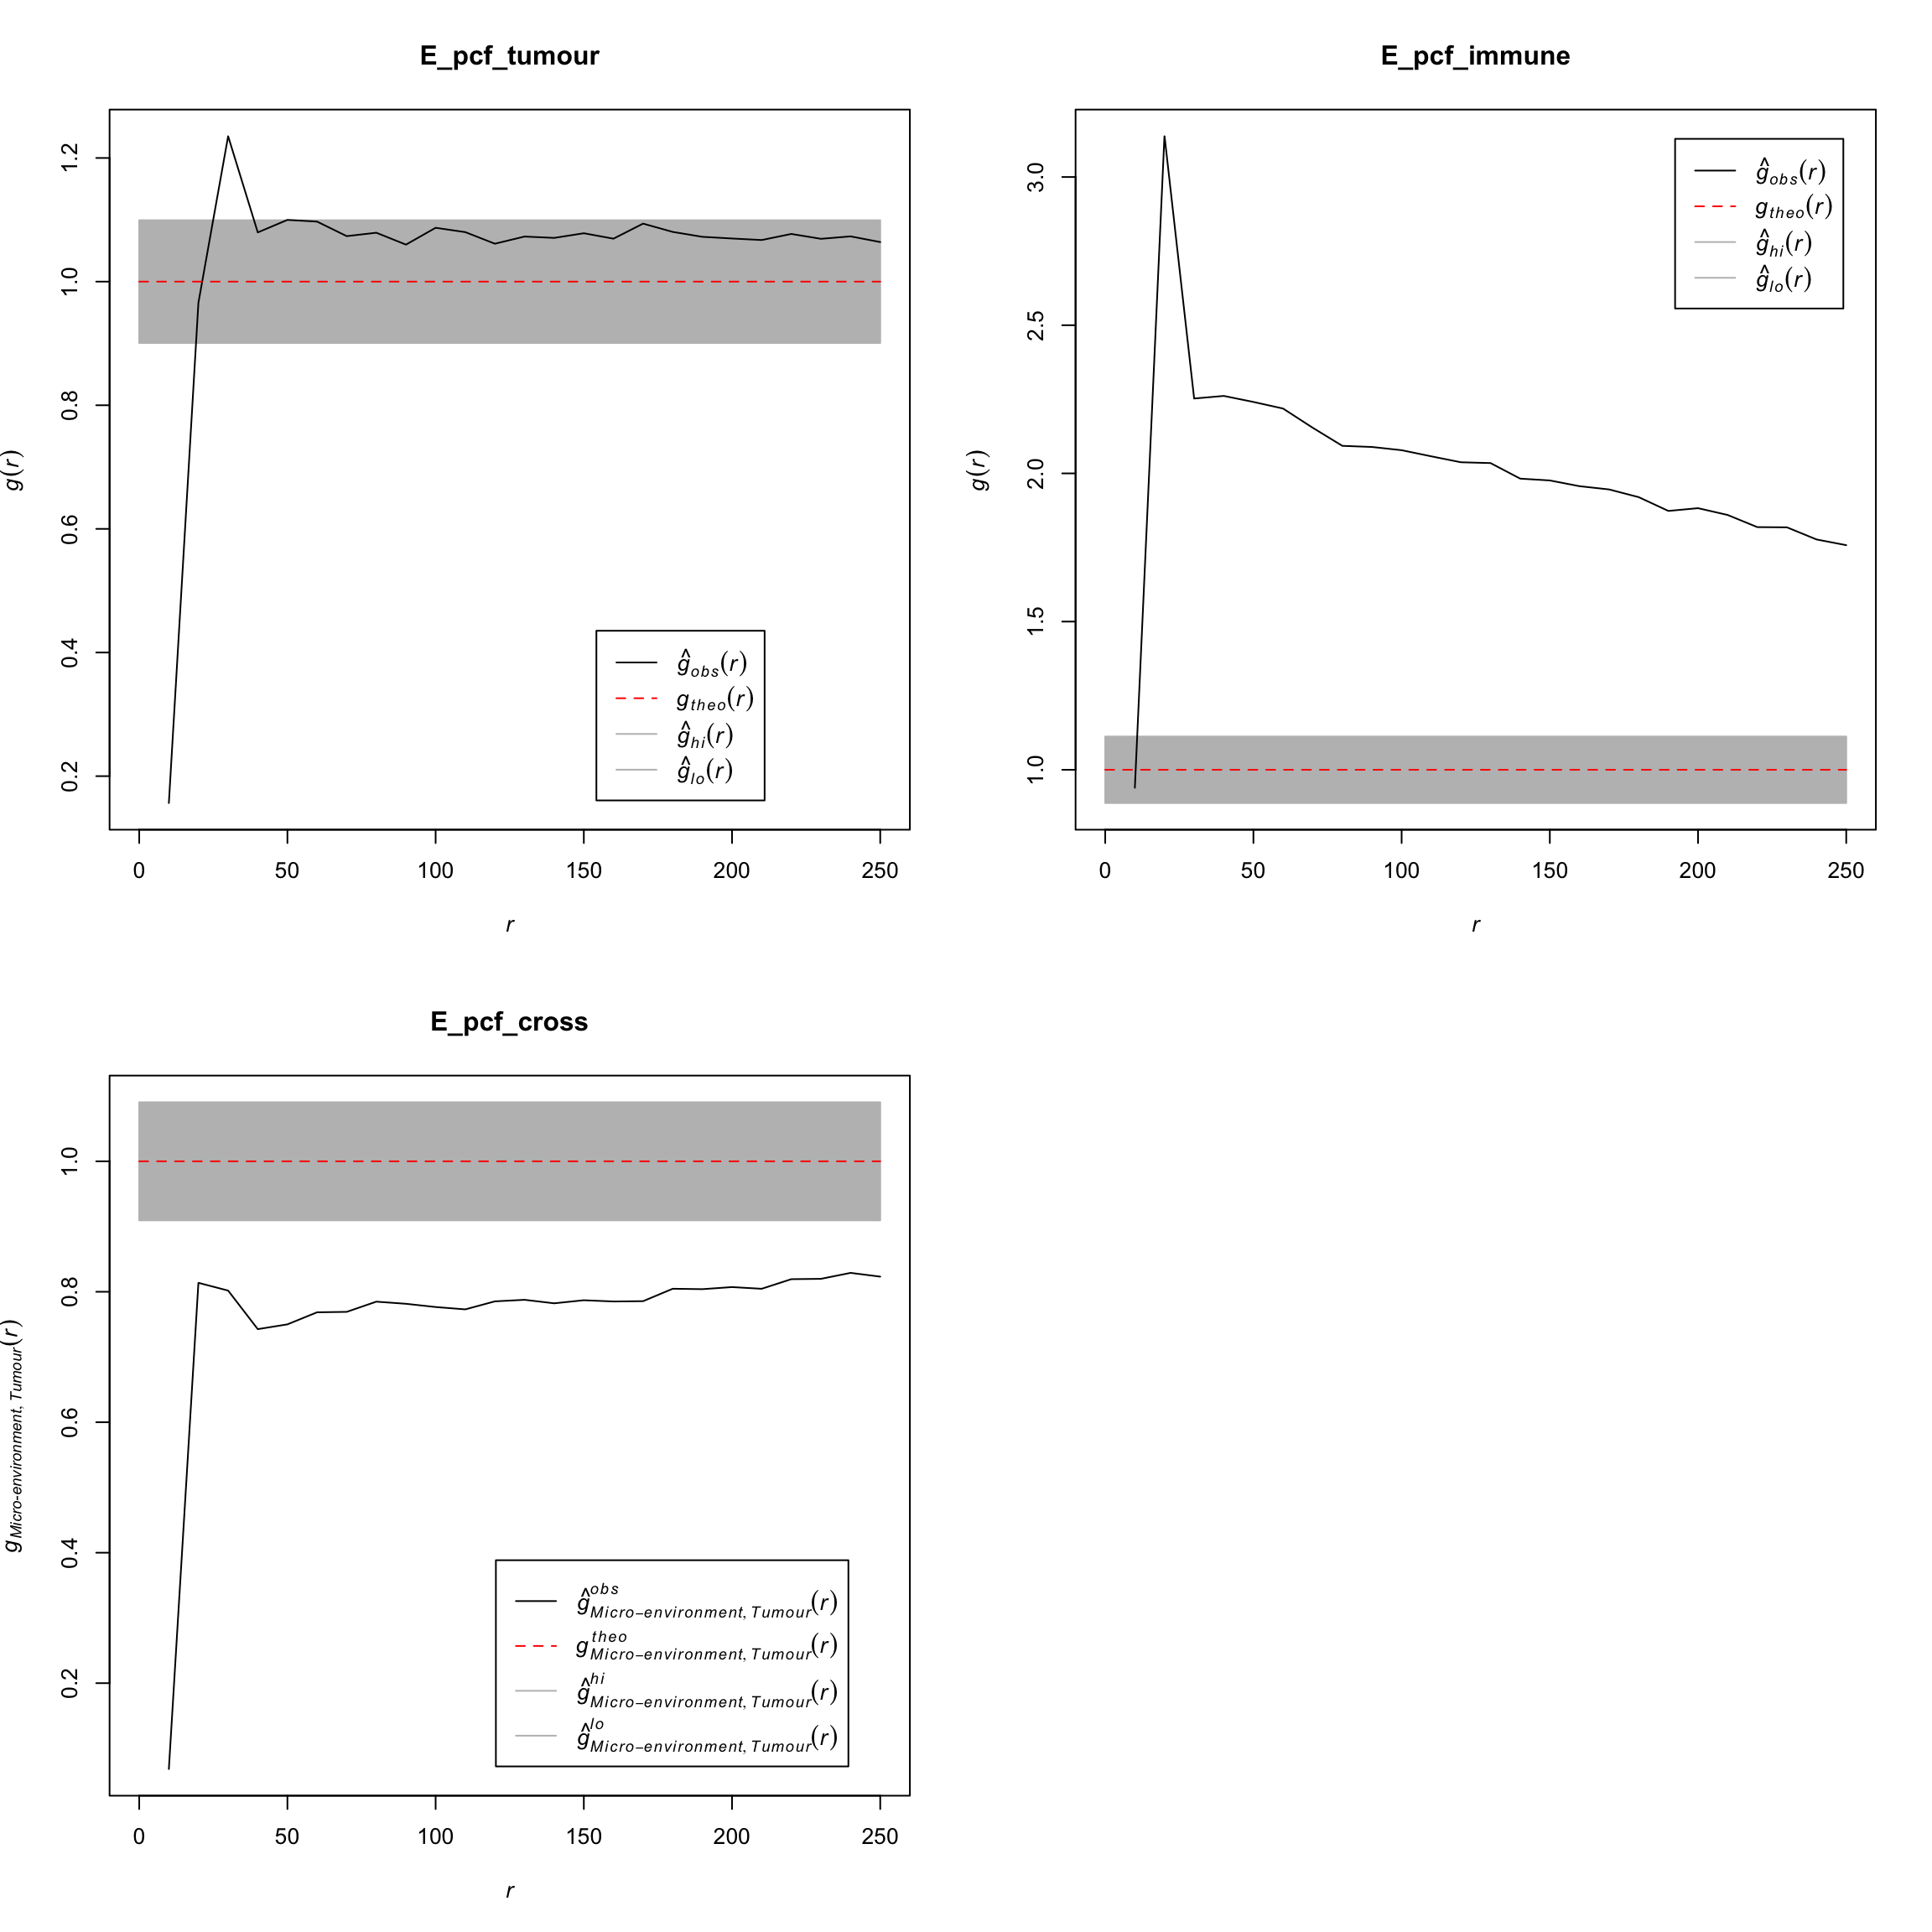 E_pcf_tumour
g(r)
1.2
1.0
0.8
0.6
0.4
0.2
ĝobs(r)
gtheo(r)
ĝhi(r)
ĝlo(r)
0 50 100 150 200 250
r
E_pcf_immune
g(r)
3.0
2.5
2.0
1.5
1.0
ĝobs(r)
gtheo(r)
ĝhi(r)
ĝlo(r)
0 50 100 150 200 250
r
E_pcf_cross
gMicro-environment, Tumour(r)
1.0
0.8
0.6
0.4
0.2
ĝobsMicro−environment, Tumour(r)
gtheoMicro−environment, Tumour(r)
ĝhiMicro−environment, Tumour(r)
ĝloMicro−environment, Tumour(r)
0 50 100 150 200 250
r